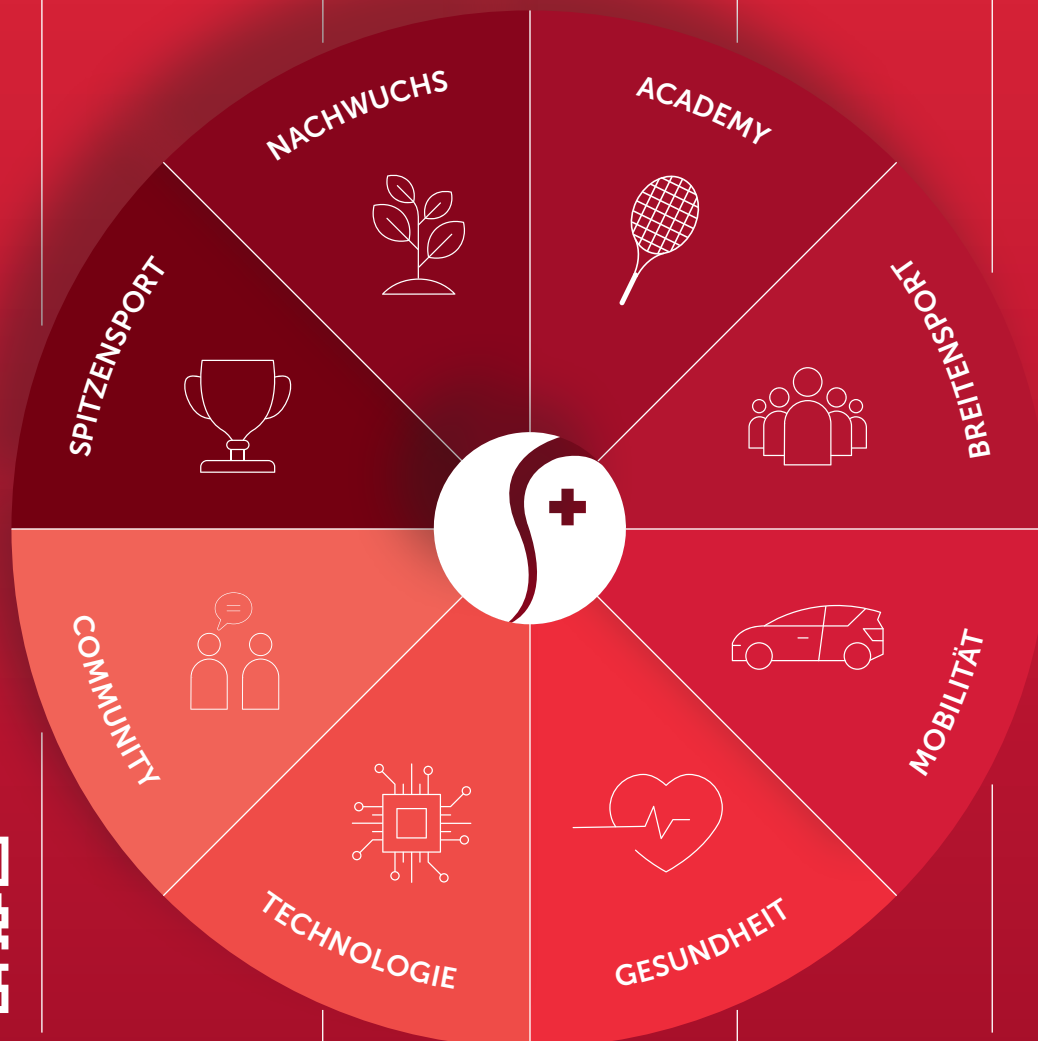 NACHWUCHS
ACADEMY
BREITENSPORT
MOBILITÄT
GESUNDHEIT
TECHNOLOGIE
COMMUNITY
SPITZENSPORT